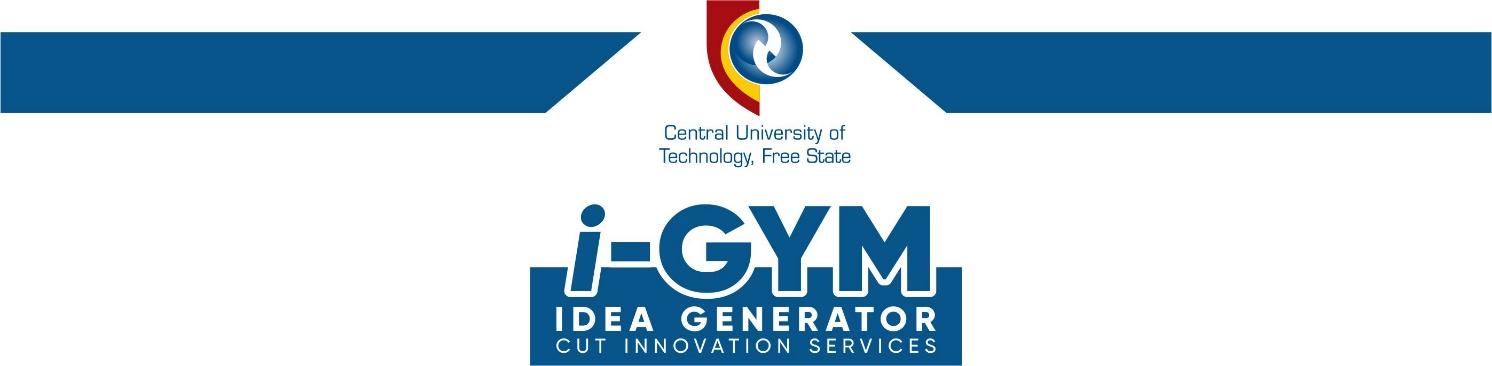 Central University of
Technology, Free State
i-GYM
IDEA GENERATOR
CUT INNOVATION SERVICES